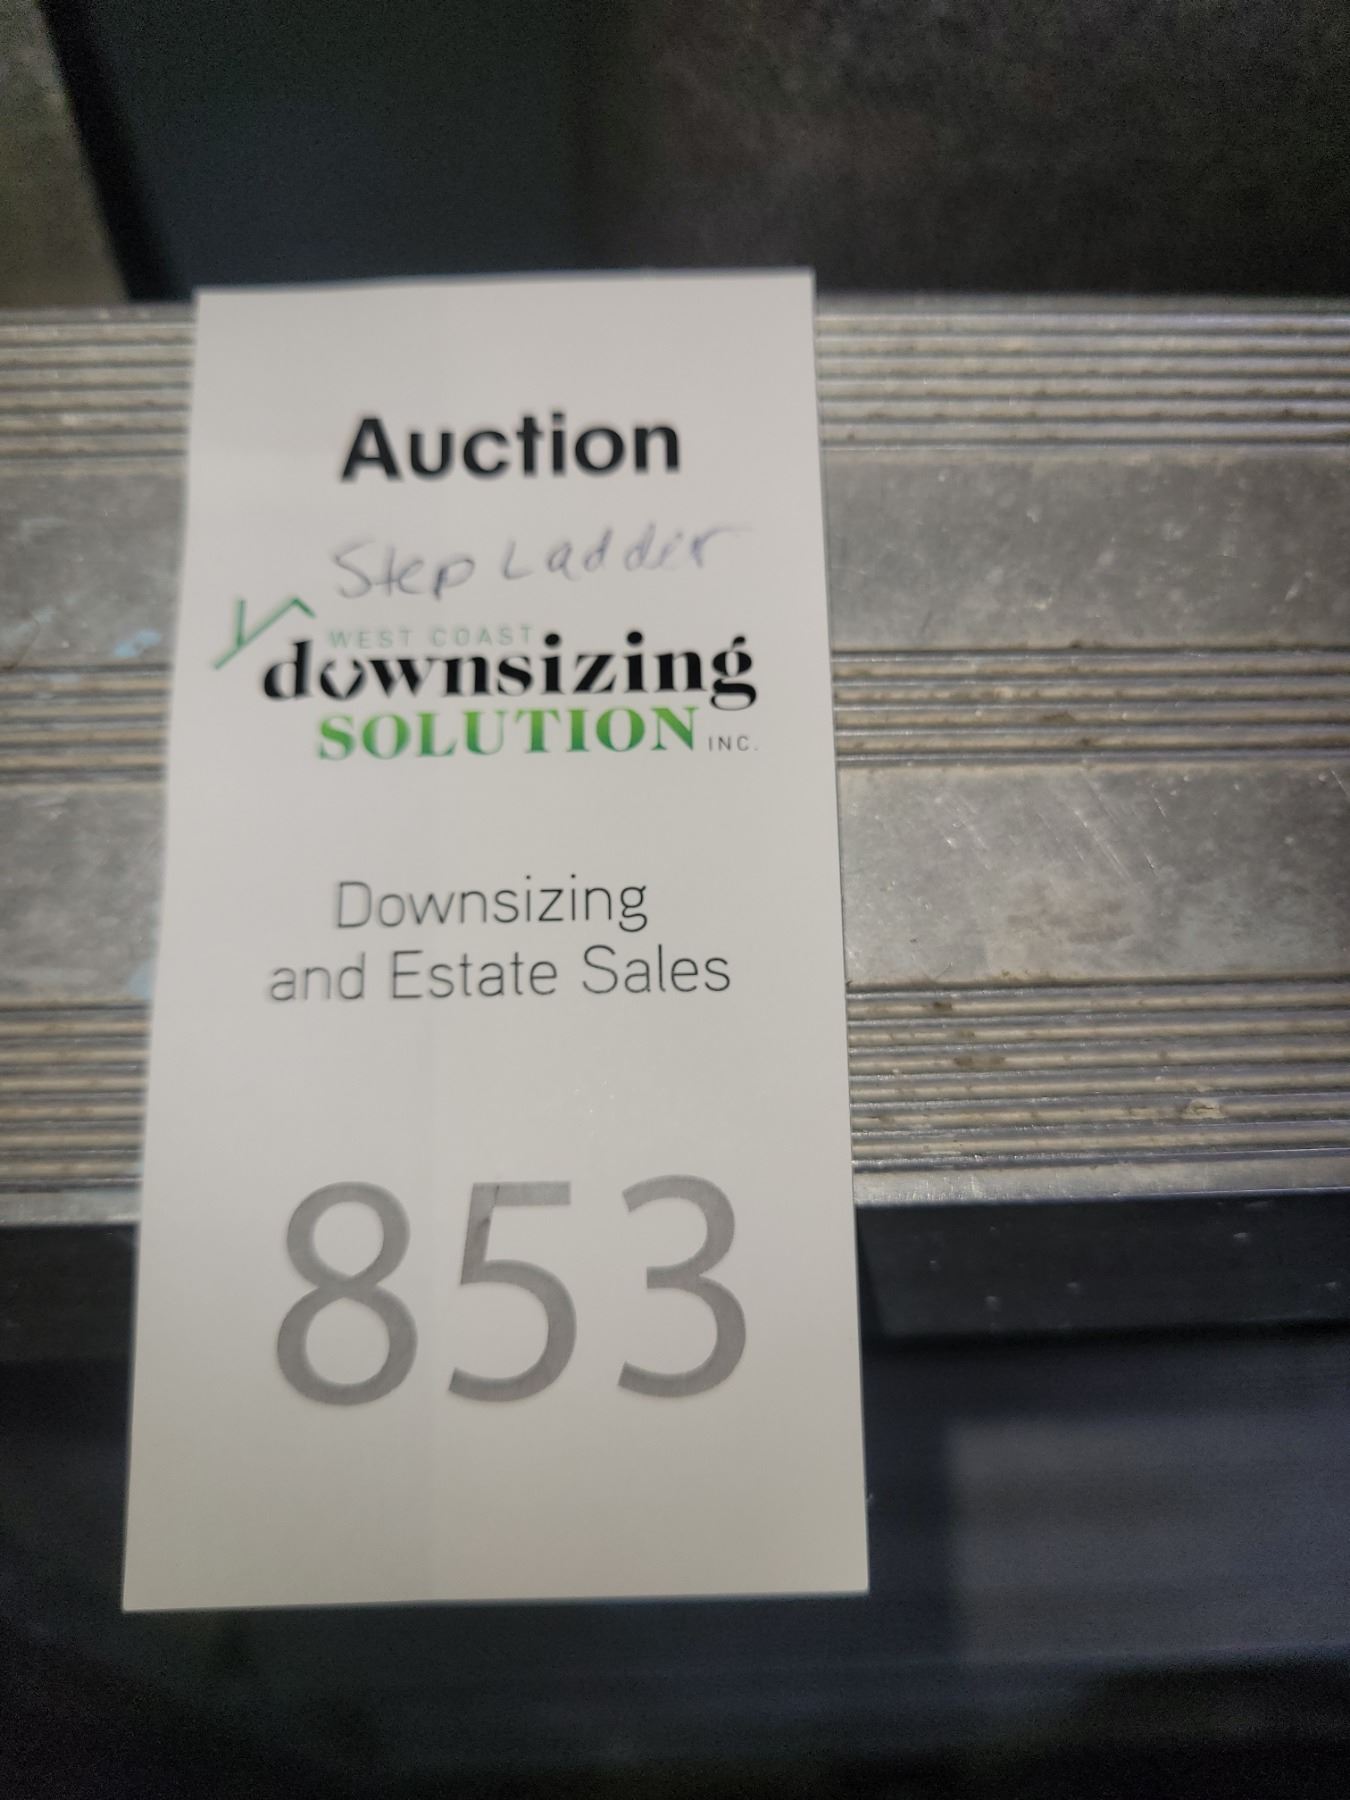 Auction
Step Ladder
WEST COAST
downsizing
SOLUTION INC.
Downsizing
and Estate Sales
853